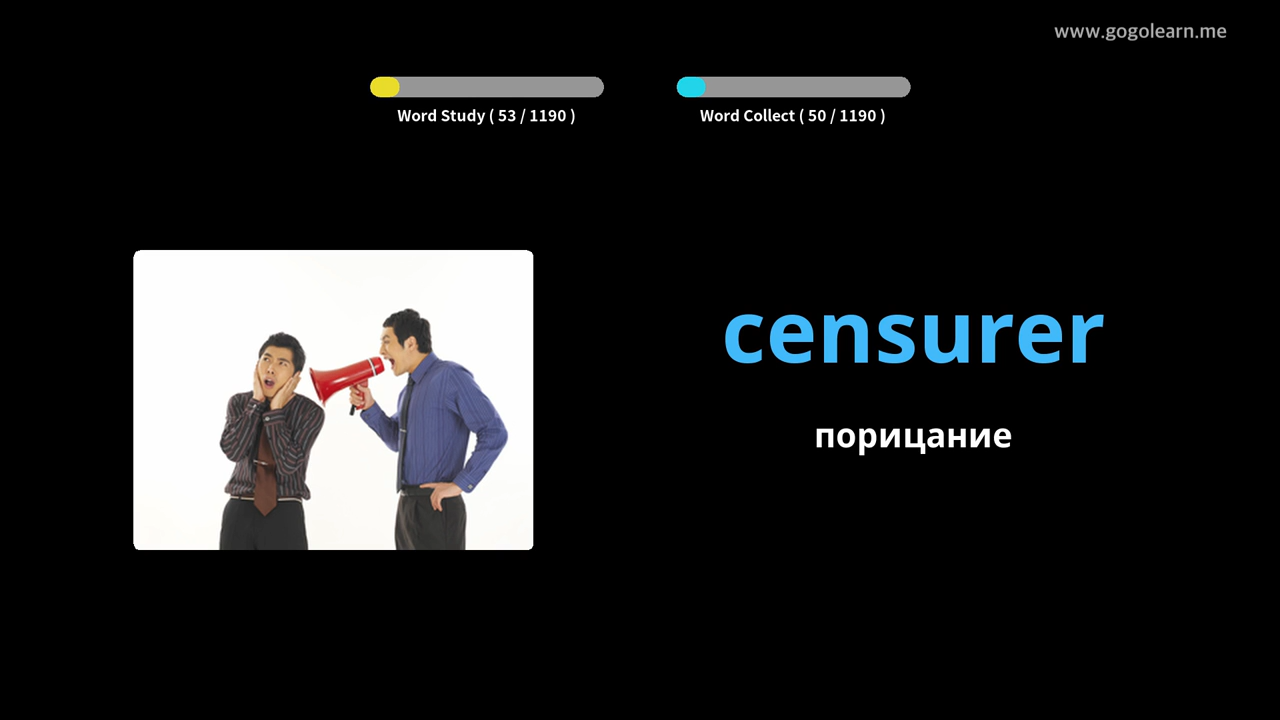 www.gogolearn.me
Word Study ( 53 / 1190 )
Word Collect ( 50 / 1190 )
censurer
порицание